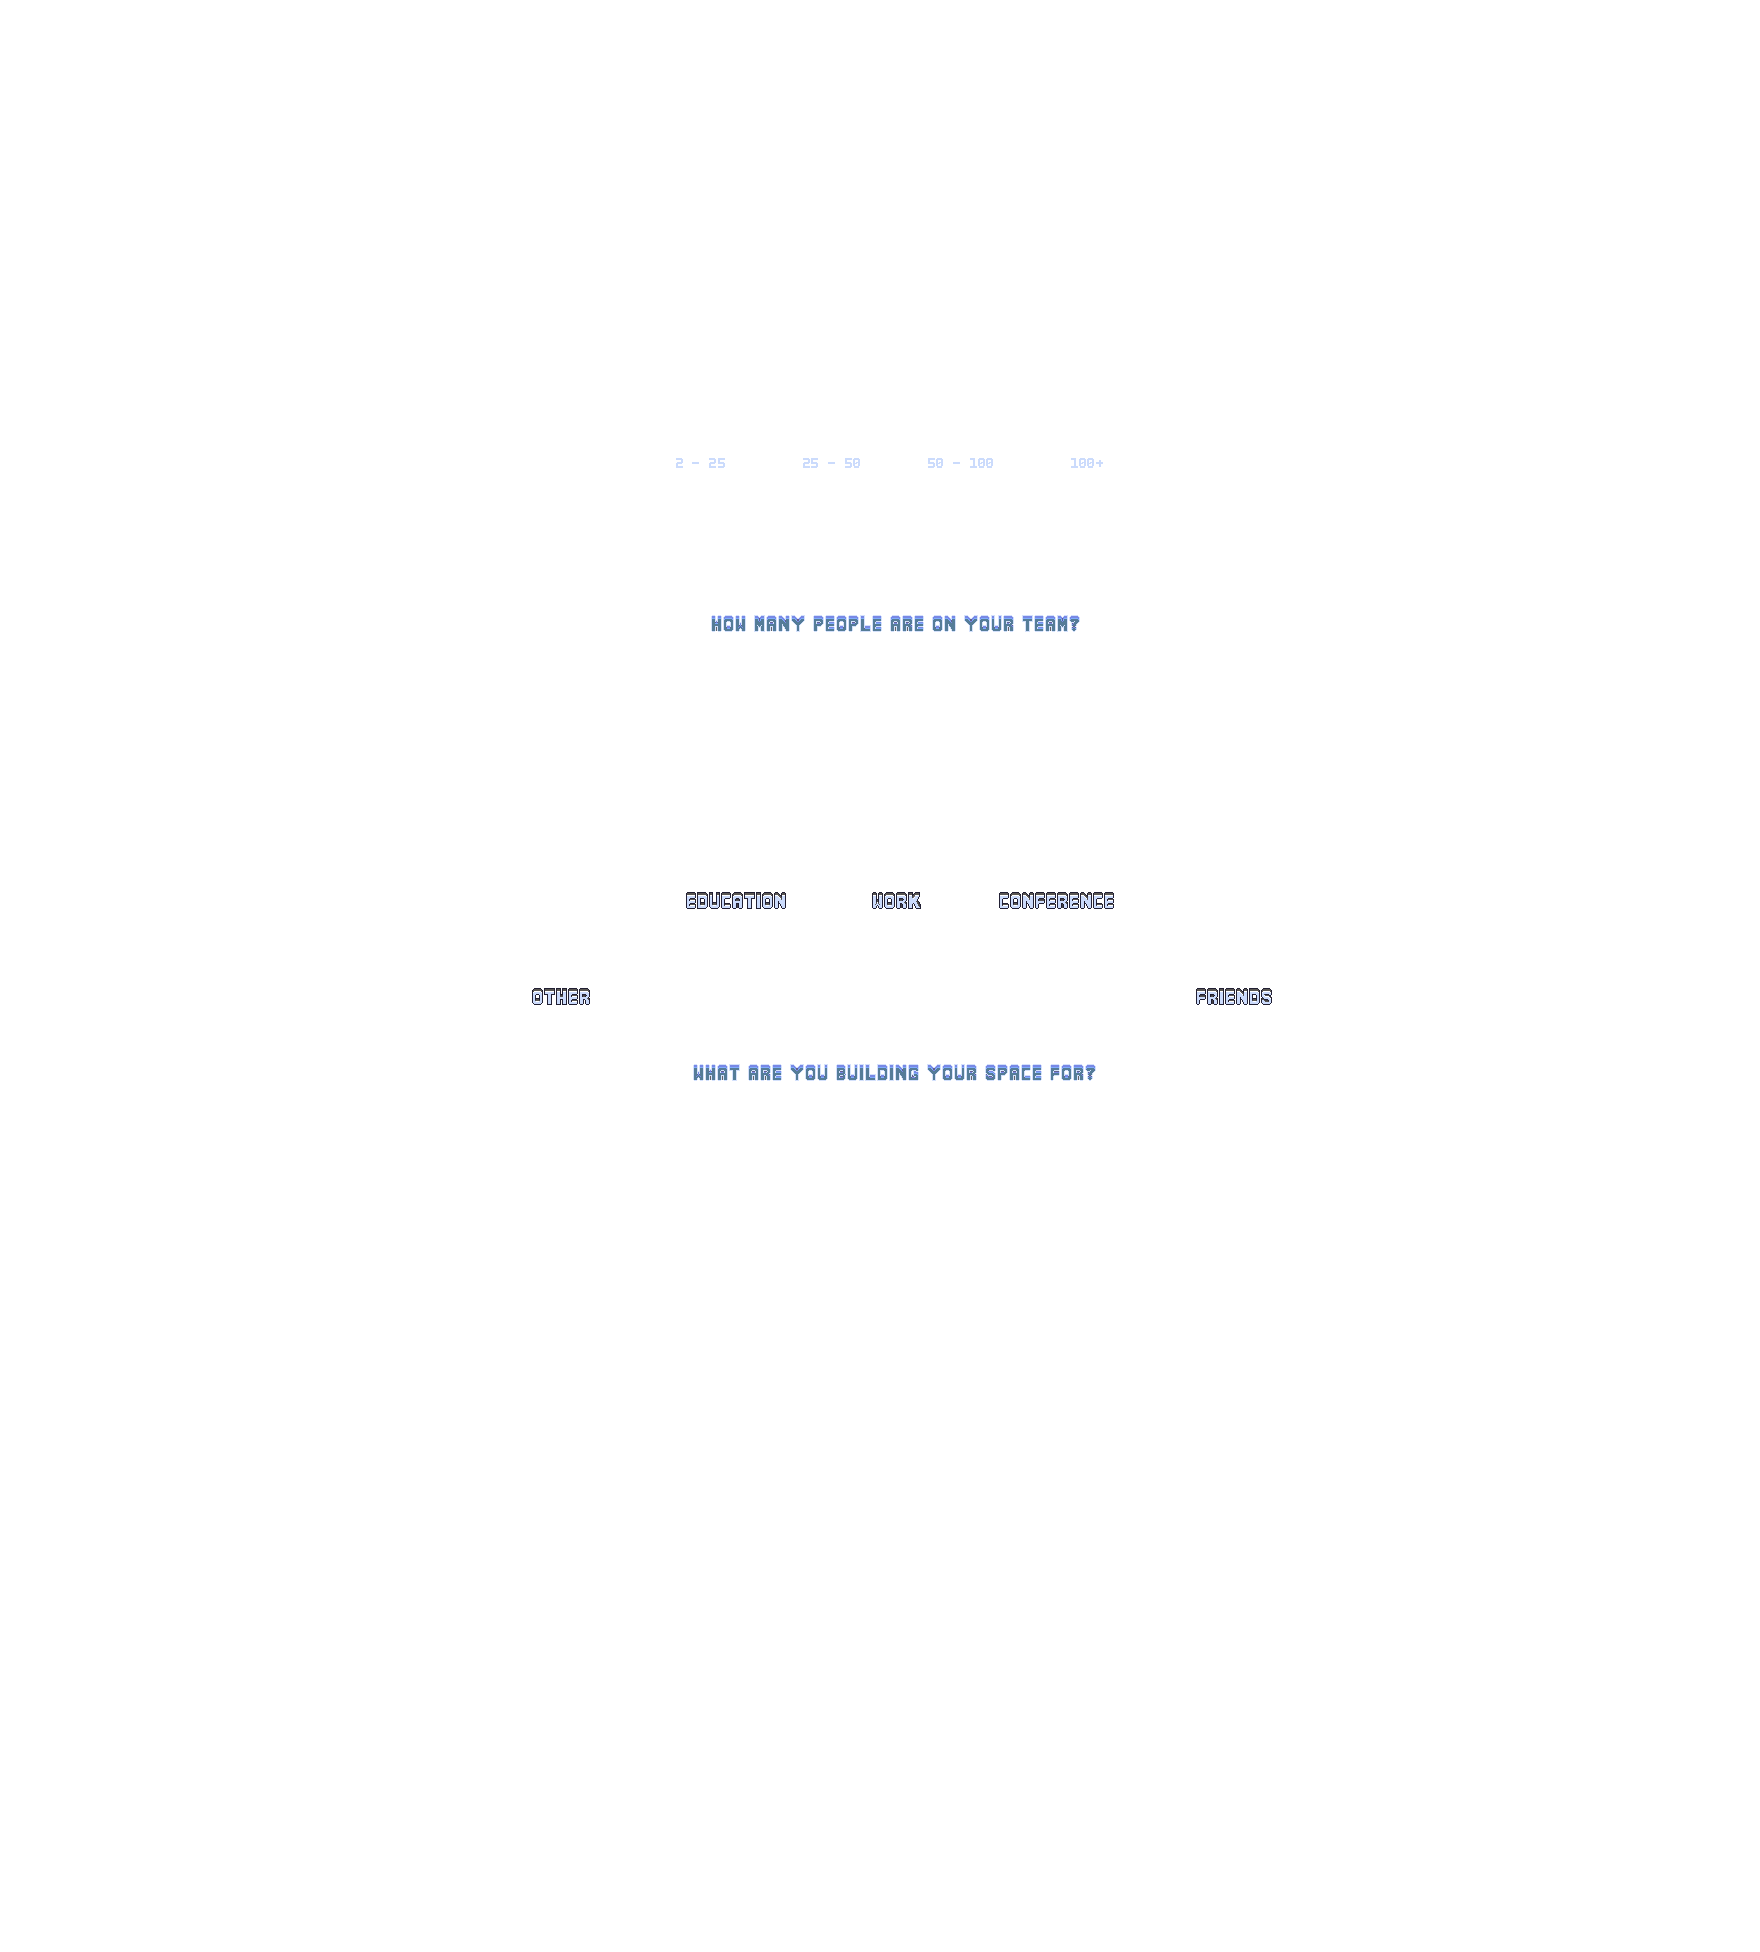 2 - 25 25 - 50 50 - 100 100+
HOW MANY PEOPLE ARE ON YOUR TEAM?
EDUCATION WORK CONFERENCE
OTHER FRIENDS
WHAT ARE YOU BUILDING YOUR SPACE FOR?